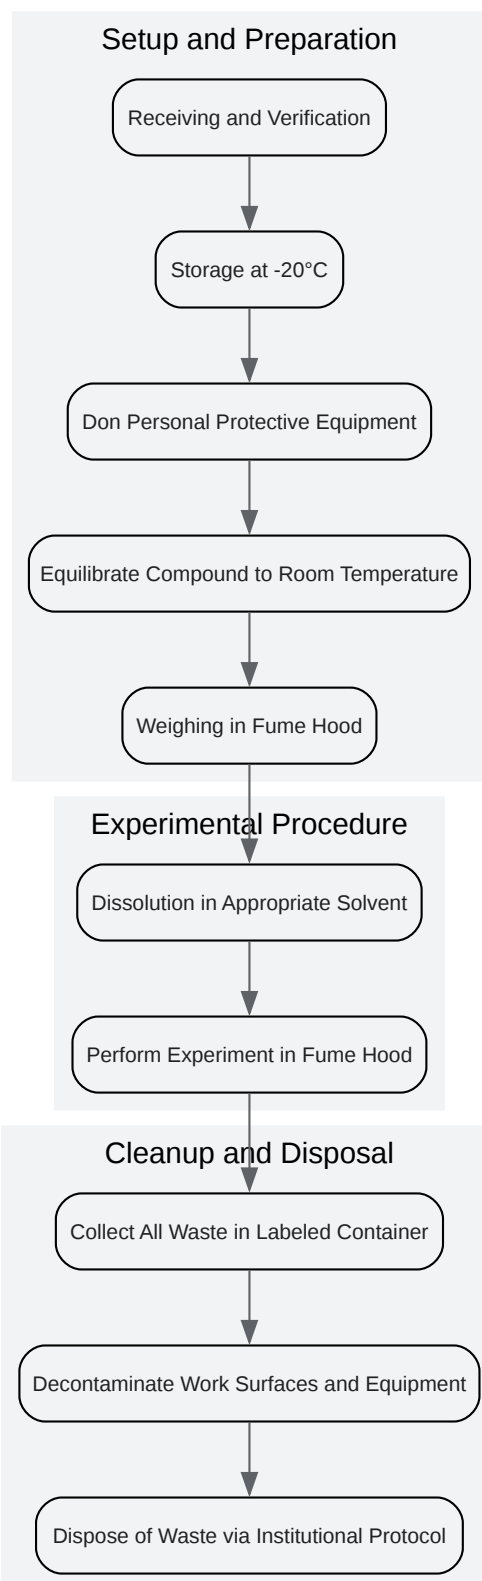 Setup and Preparation
Receiving and Verification
Storage at -20°C
Don Personal Protective Equipment
Equilibrate Compound to Room Temperature
Weighing in Fume Hood
Experimental Procedure
Dissolution in Appropriate Solvent
Perform Experiment in Fume Hood
Cleanup and Disposal
Collect All Waste in Labeled Container
Decontaminate Work Surfaces and Equipment
Dispose of Waste via Institutional Protocol